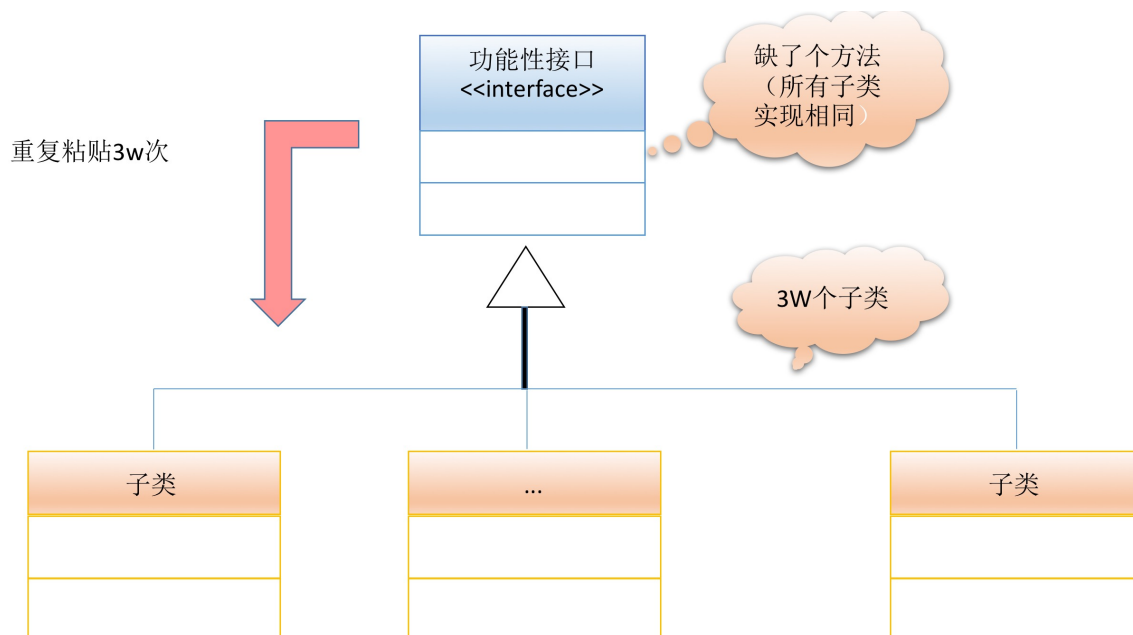 功能性接口
<<interface>>
缺了个方法
（所有子类
实现相同）
重复粘贴3w次
3W个子类
子类
...
子类